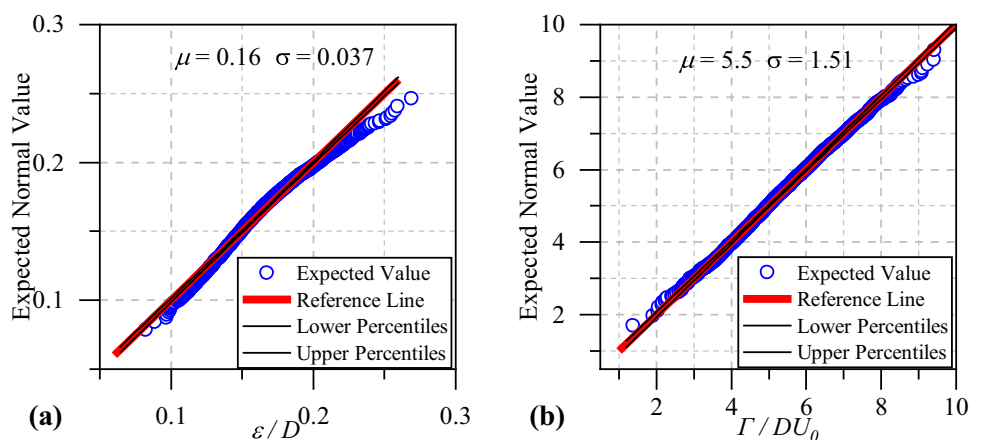 0.3
μ = 0.16 σ = 0.037
Expected Normal Value
0.2
0.1
Expected Value
Reference Line
Lower Percentiles
Upper Percentiles
0.1 0.2 0.3
(a)
ε / D
10
μ = 5.5 σ = 1.51
Expected Normal Value
8
6
4
2
Expected Value
Reference Line
Lower Percentiles
Upper Percentiles
2 4 6 8 10
(b)
Γ / DU₀